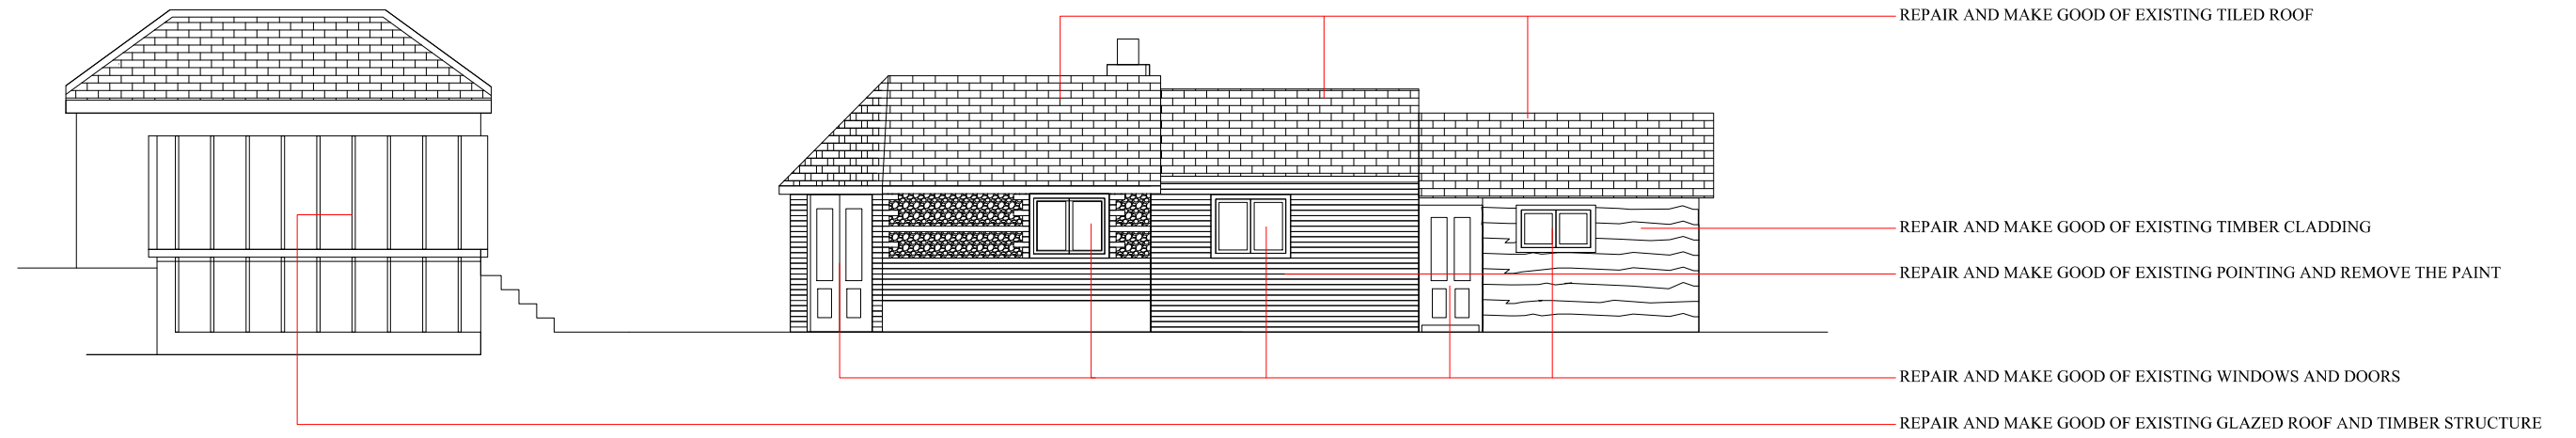 REPAIR AND MAKE GOOD OF EXISTING TILED ROOF
REPAIR AND MAKE GOOD OF EXISTING TIMBER CLADDING
REPAIR AND MAKE GOOD OF EXISTING POINTING AND REMOVE THE PAINT
REPAIR AND MAKE GOOD OF EXISTING WINDOWS AND DOORS
REPAIR AND MAKE GOOD OF EXISTING GLAZED ROOF AND TIMBER STRUCTURE